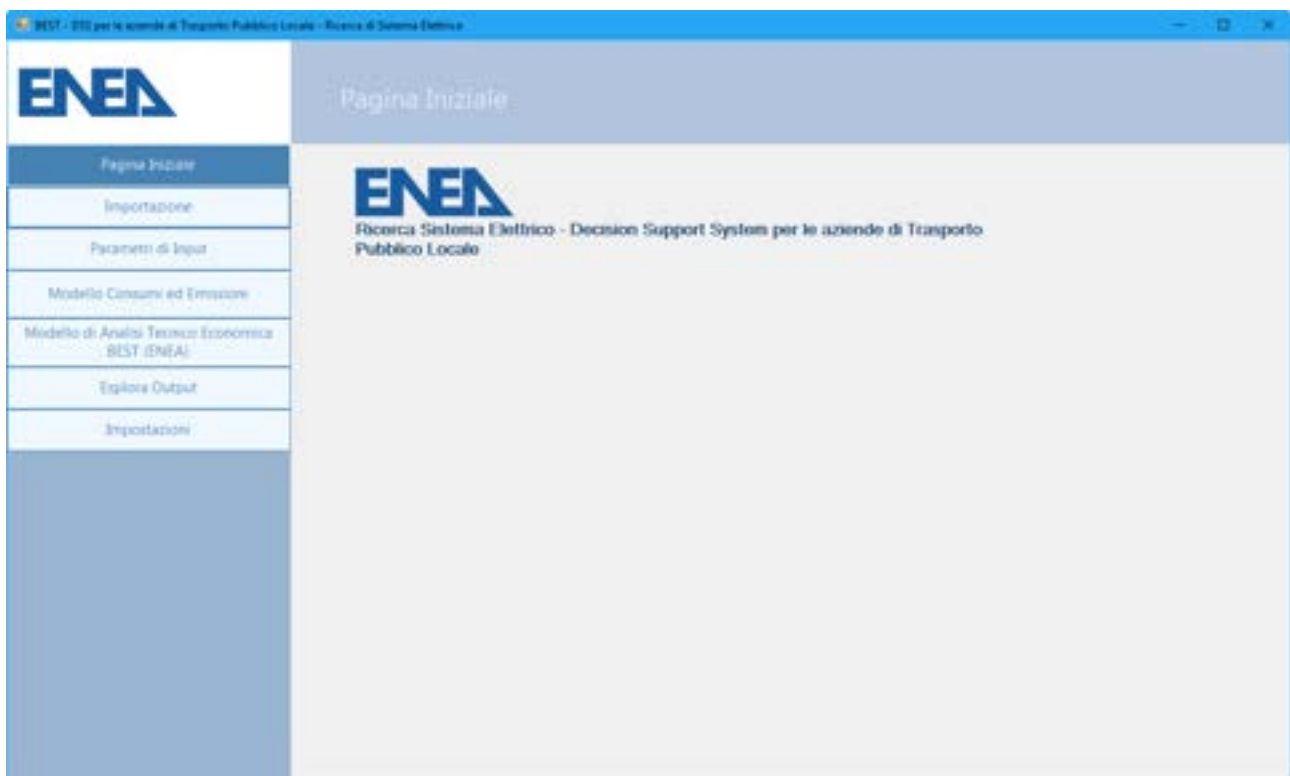 BEST - DSS per le aziende di Trasporto Pubblico Locale - Ricerca di Sistema Elettrico
ENEA
Pagina Iniziale
Pagina Iniziale
Importazione
Parametri di Input
Modello Consumi ed Emissioni
Modello di Analisi Tecnico Economica
BEST (ENEA)
Esplora Output
Impostazioni
ENEA
Ricerca Sistema Elettrico - Decision Support System per le aziende di Trasporto
Pubblico Locale